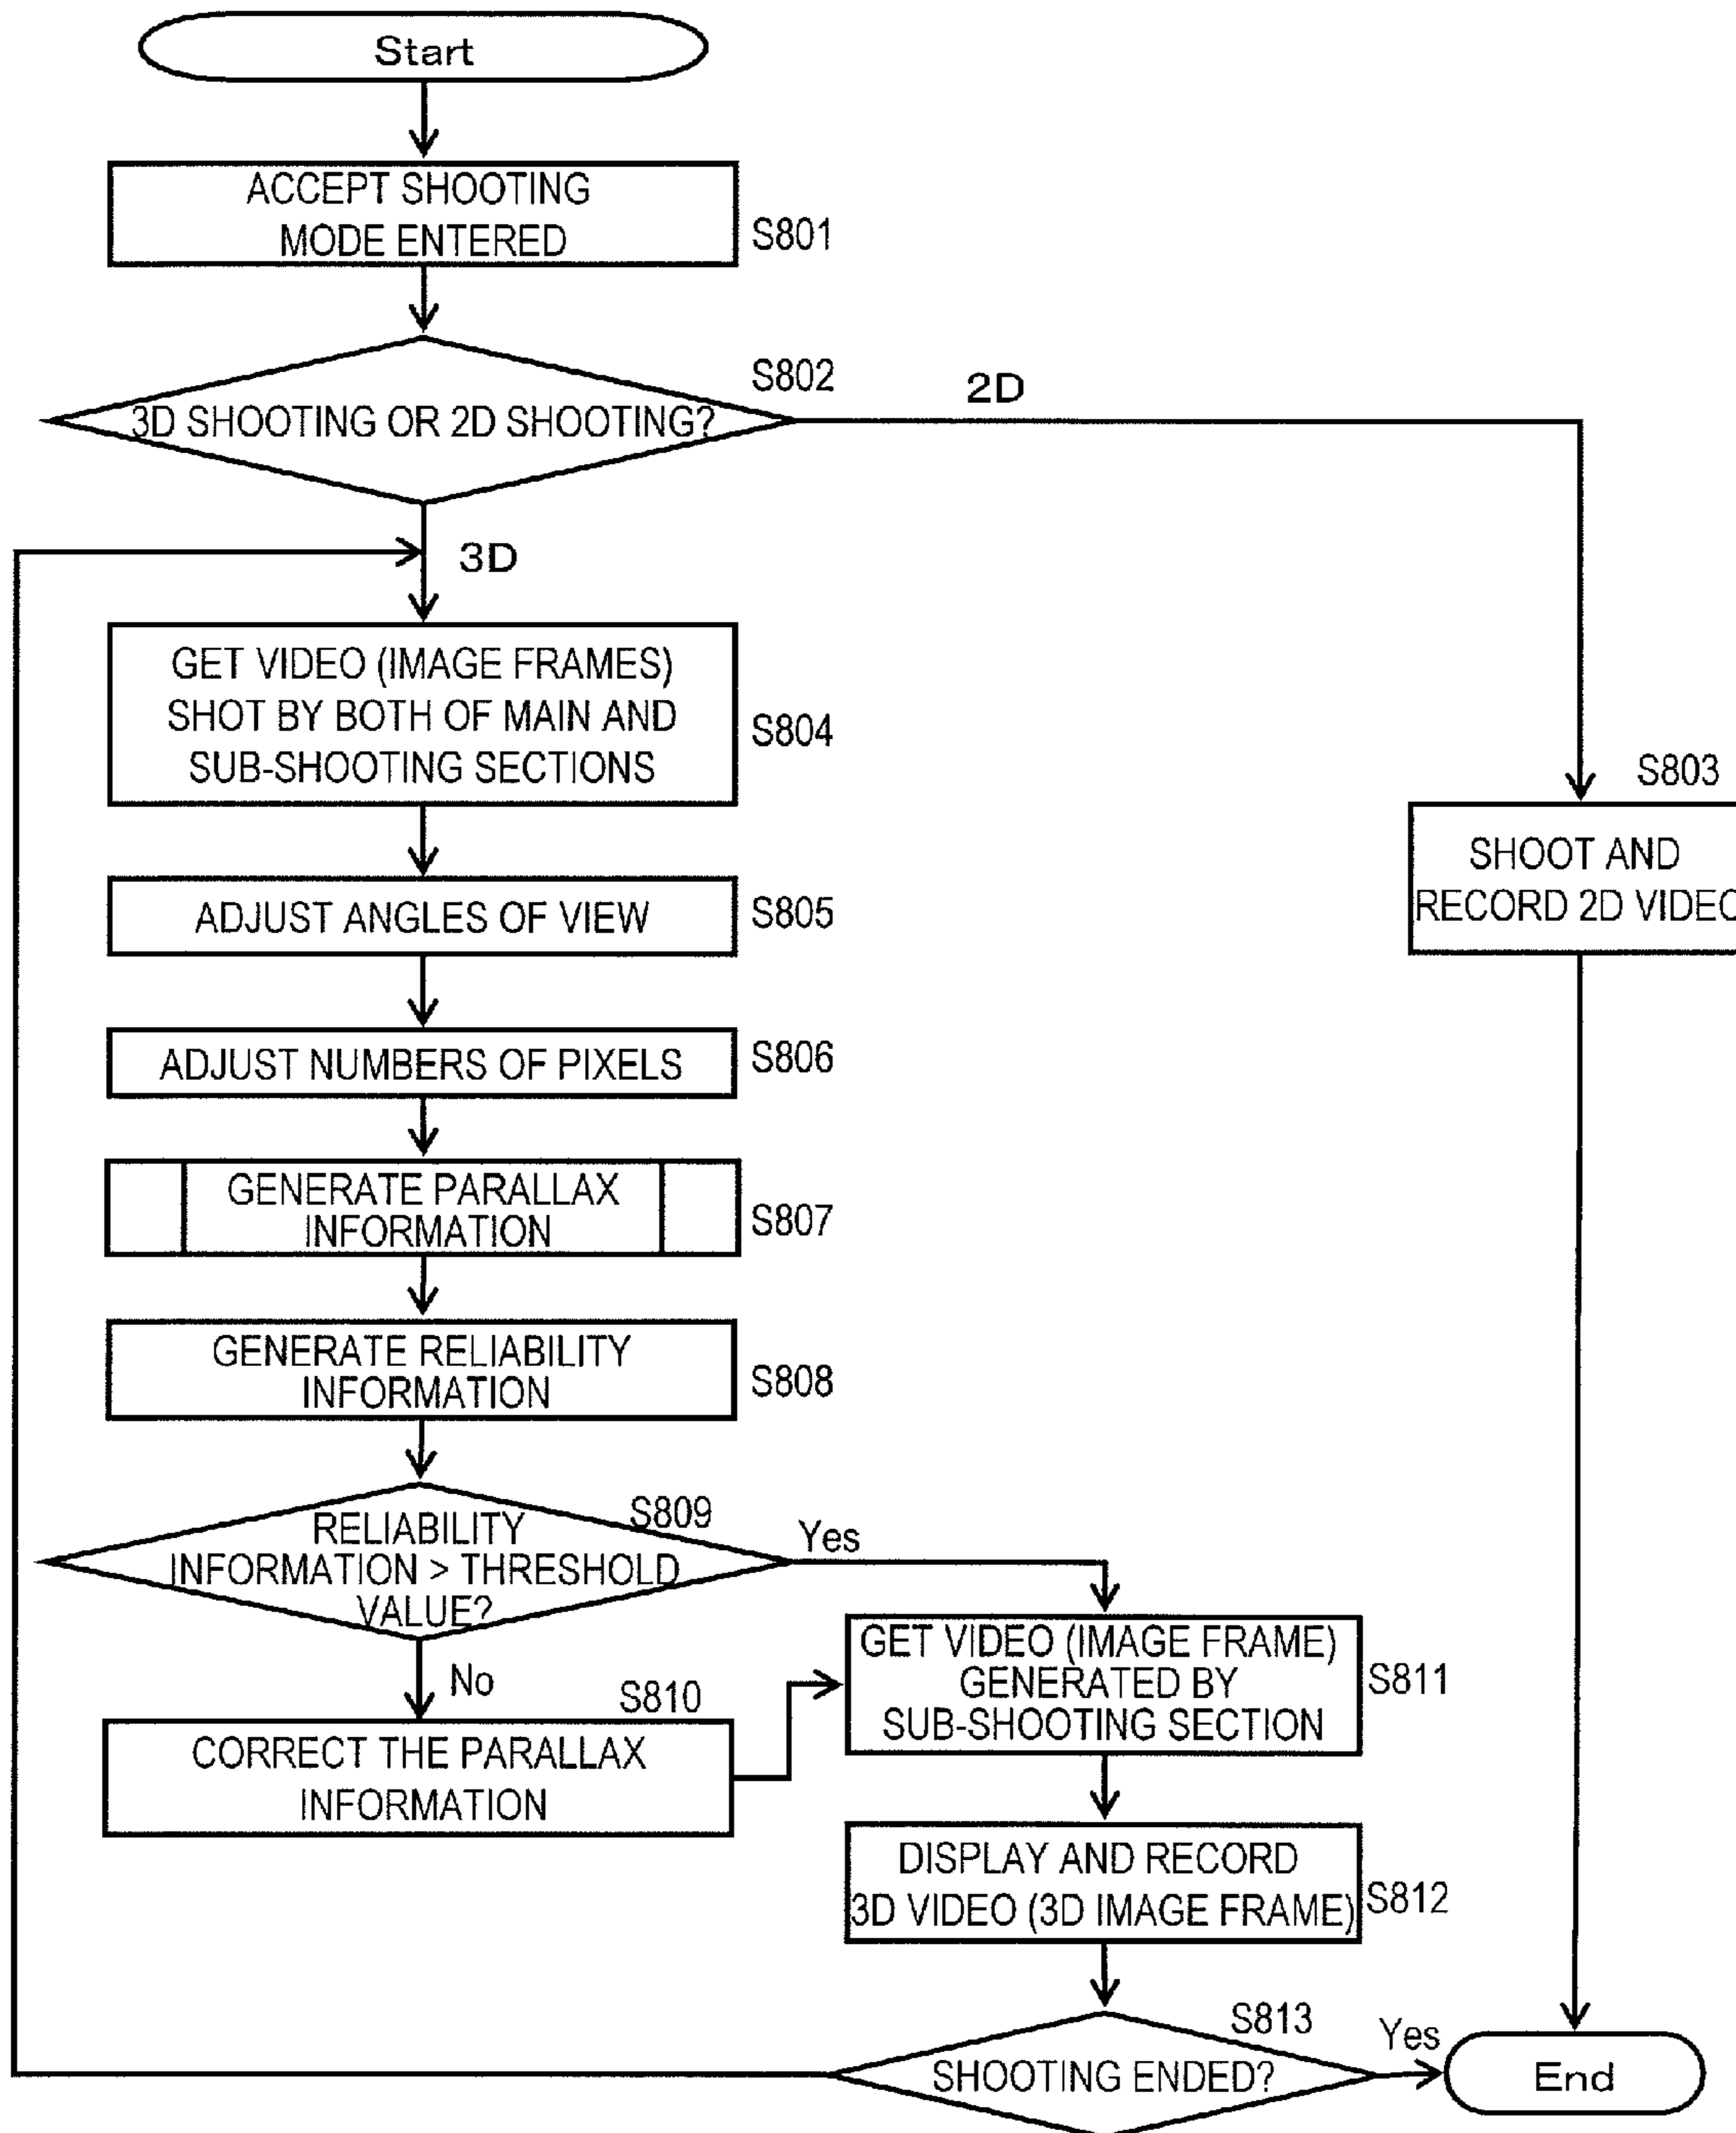 Start
ACCEPT SHOOTING
MODE ENTERED
S801
S802
3D SHOOTING OR 2D SHOOTING?
2D
3D
GET VIDEO (IMAGE FRAMES)
SHOT BY BOTH OF MAIN AND
SUB-SHOOTING SECTIONS
S804
S803
SHOOT AND
RECORD 2D VIDEO
ADJUST ANGLES OF VIEW
S805
ADJUST NUMBERS OF PIXELS
S806
GENERATE PARALLAX
INFORMATION
S807
GENERATE RELIABILITY
INFORMATION
S808
S809
RELIABILITY
INFORMATION > THRESHOLD
VALUE?
Yes
No
S810
CORRECT THE PARALLAX
INFORMATION
GET VIDEO (IMAGE FRAME)
GENERATED BY
SUB-SHOOTING SECTION
S811
DISPLAY AND RECORD
3D VIDEO (3D IMAGE FRAME)
S812
S813
SHOOTING ENDED?
Yes
End